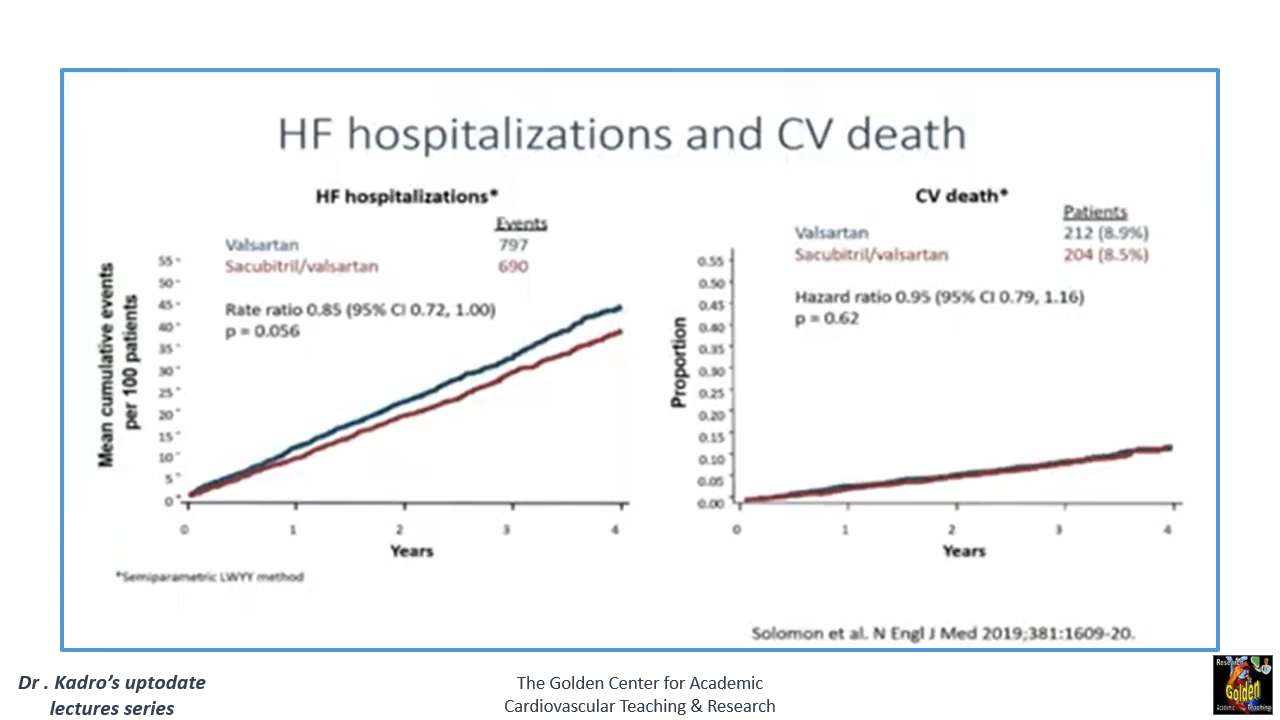 HF hospitalizations and CV death
HF hospitalizations*
Events
Valsartan 797
Sacubitril/valsartan 690
Rate ratio 0.85 (95% CI 0.72, 1.00)
p = 0.056
Mean cumulative events
per 100 patients
55
50
45
40
35
30
25
20
15
10
5
0
0 1 2 3 4
Years
*Semiparametric LWYY method
CV death*
Patients
Valsartan 212 (8.9%)
Sacubitril/valsartan 204 (8.5%)
Hazard ratio 0.95 (95% CI 0.79, 1.16)
p = 0.62
Proportion
0.55
0.50
0.45
0.40
0.35
0.30
0.25
0.20
0.15
0.10
0.05
0.00
0 1 2 3 4
Years
Solomon et al. N Engl J Med 2019;381:1609-20.
Dr . Kadro’s uptodate
lectures series
The Golden Center for Academic
Cardiovascular Teaching & Research
Research
Golden
Academic Teaching